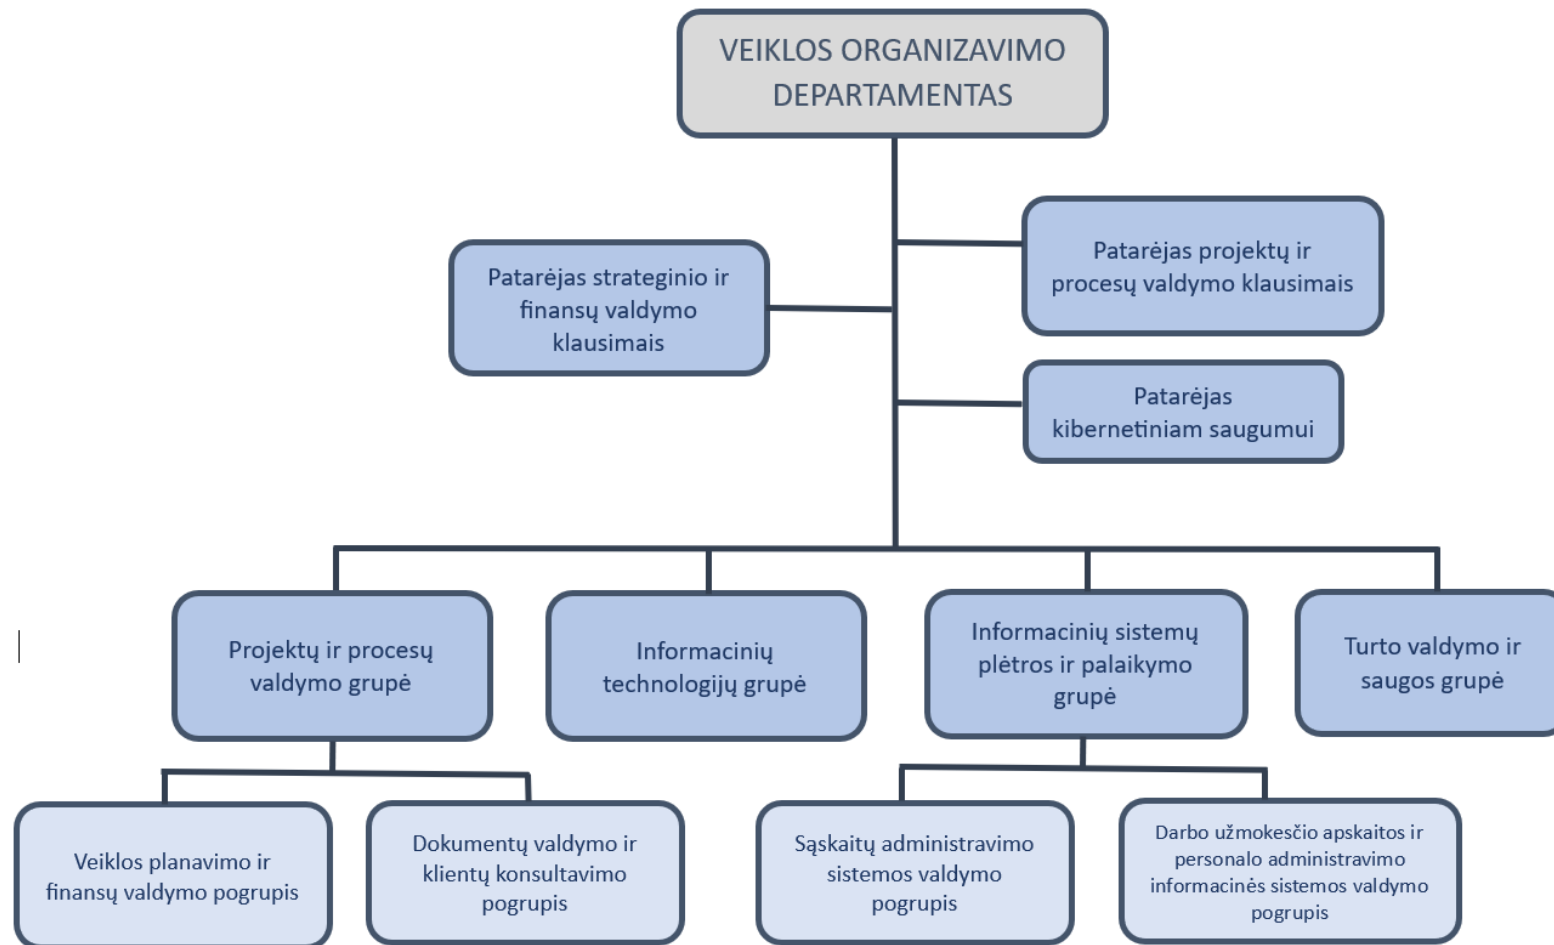 VEIKLOS ORGANIZAVIMO
DEPARTAMENTAS
Patarėjas projektų ir
procesų valdymo klausimais
Patarėjas strateginio ir
finansų valdymo
klausimais
Patarėjas
kibernetiniam saugumui
Projektų ir procesų
valdymo grupė
Informacinių
technologijų grupė
Informacinių sistemų
plėtros ir palaikymo
grupė
Turto valdymo ir
saugos grupė
Veiklos planavimo ir
finansų valdymo pogrupis
Dokumentų valdymo ir
klientų konsultavimo
pogrupis
Sąskaitų administravimo
sistemos valdymo
pogrupis
Darbo užmokesčio apskaitos ir
personalo administravimo
informacinės sistemos valdymo
pogrupis